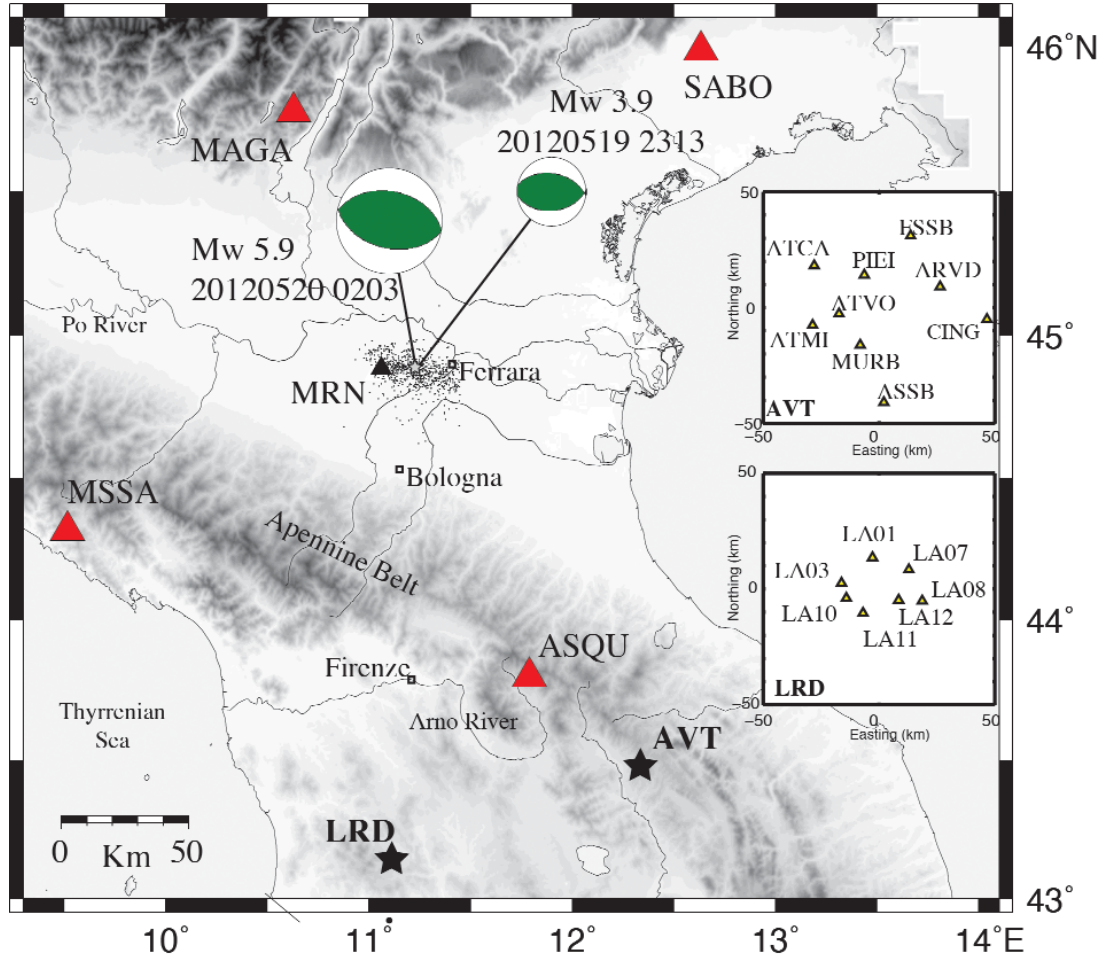 46°N
SABO
Mw 3.9
20120519 2313
MAGA
Mw 5.9
20120520 0203
Po River
45°N
MRN
Ferrara
Bologna
MSSA
Apennine Belt
44°N
ASQU
Firenze
Arno River
Thyrrenian
Sea
AVT
LRD
0 Km 50
43°N
10° 11° 12° 13° 14°E
50
FSSB
ATCA
PIEI
ARVD
Northing (km)
0
ATVO
CING
ATMI
MURB
ASSB
AVT
-50
-50 0 50
Easting (km)
50
LA01
LA07
LA03
Northing (km)
0
LA08
LA10
LA12
LA11
LRD
-50
-50 0 50
Easting (km)